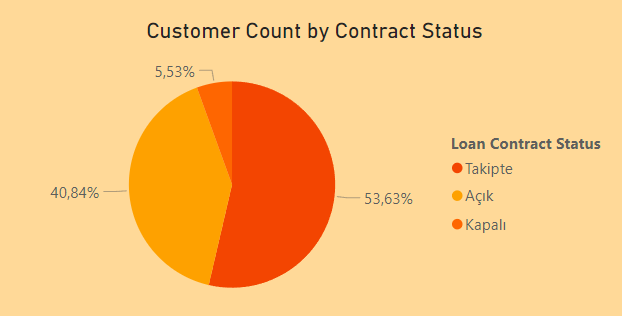 Customer Count by Contract Status
5,53%
40,84%
53,63%
Loan Contract Status
Takipte
Açık
Kapalı